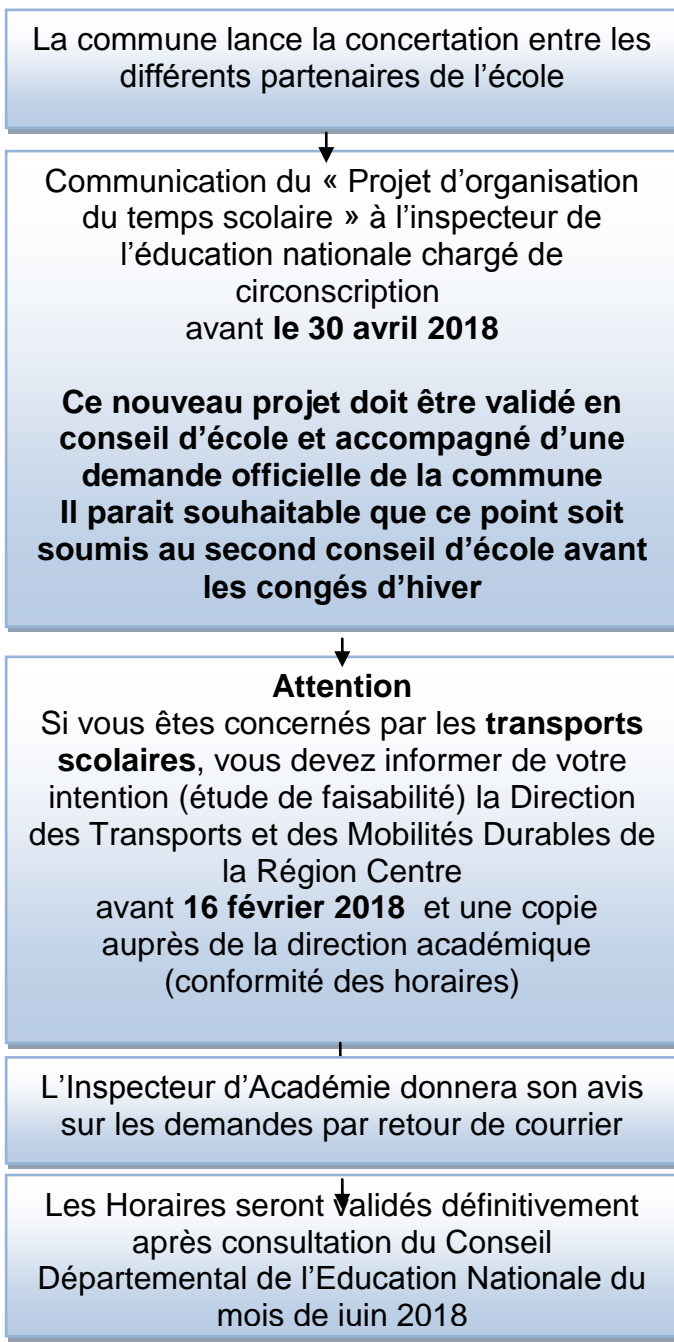 La commune lance la concertation entre les
différents partenaires de l'école
Communication du « Projet d'organisation
du temps scolaire » à l'inspecteur de
l'éducation nationale chargé de
circonscription
avant le 30 avril 2018
Ce nouveau projet doit être validé en
conseil d'école et accompagné d'une
demande officielle de la commune
Il parait souhaitable que ce point soit
soumis au second conseil d'école avant
les congés d'hiver
Attention
Si vous êtes concernés par les transports
scolaires, vous devez informer de votre
intention (étude de faisabilité) la Direction
des Transports et des Mobilités Durables de
la Région Centre
avant 16 février 2018 et une copie
auprès de la direction académique
(conformité des horaires)
L'Inspecteur d'Académie donnera son avis
sur les demandes par retour de courrier
Les Horaires seront validés définitivement
après consultation du Conseil
Départemental de l'Education Nationale du
mois de juin 2018